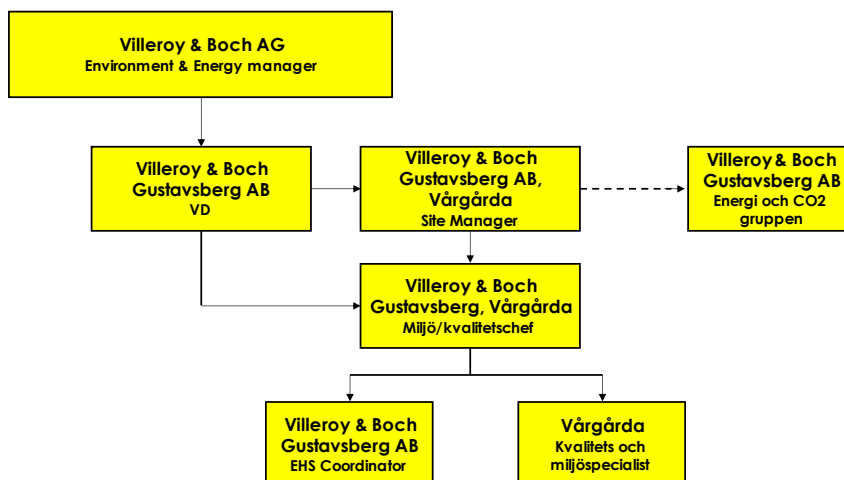 Villeroy & Boch AG
Environment & Energy manager
Villeroy & Boch
Gustavsberg AB
VD
Villeroy & Boch
Gustavsberg AB,
Vårgårda
Site Manager
Villeroy & Boch
Gustavsberg AB
Energi och CO2
gruppen
Villeroy & Boch
Gustavsberg, Vårgårda
Miljö/kvalitetschef
Villeroy & Boch
Gustavsberg AB
EHS Coordinator
Vårgårda
Kvalitets och
miljöspecialist